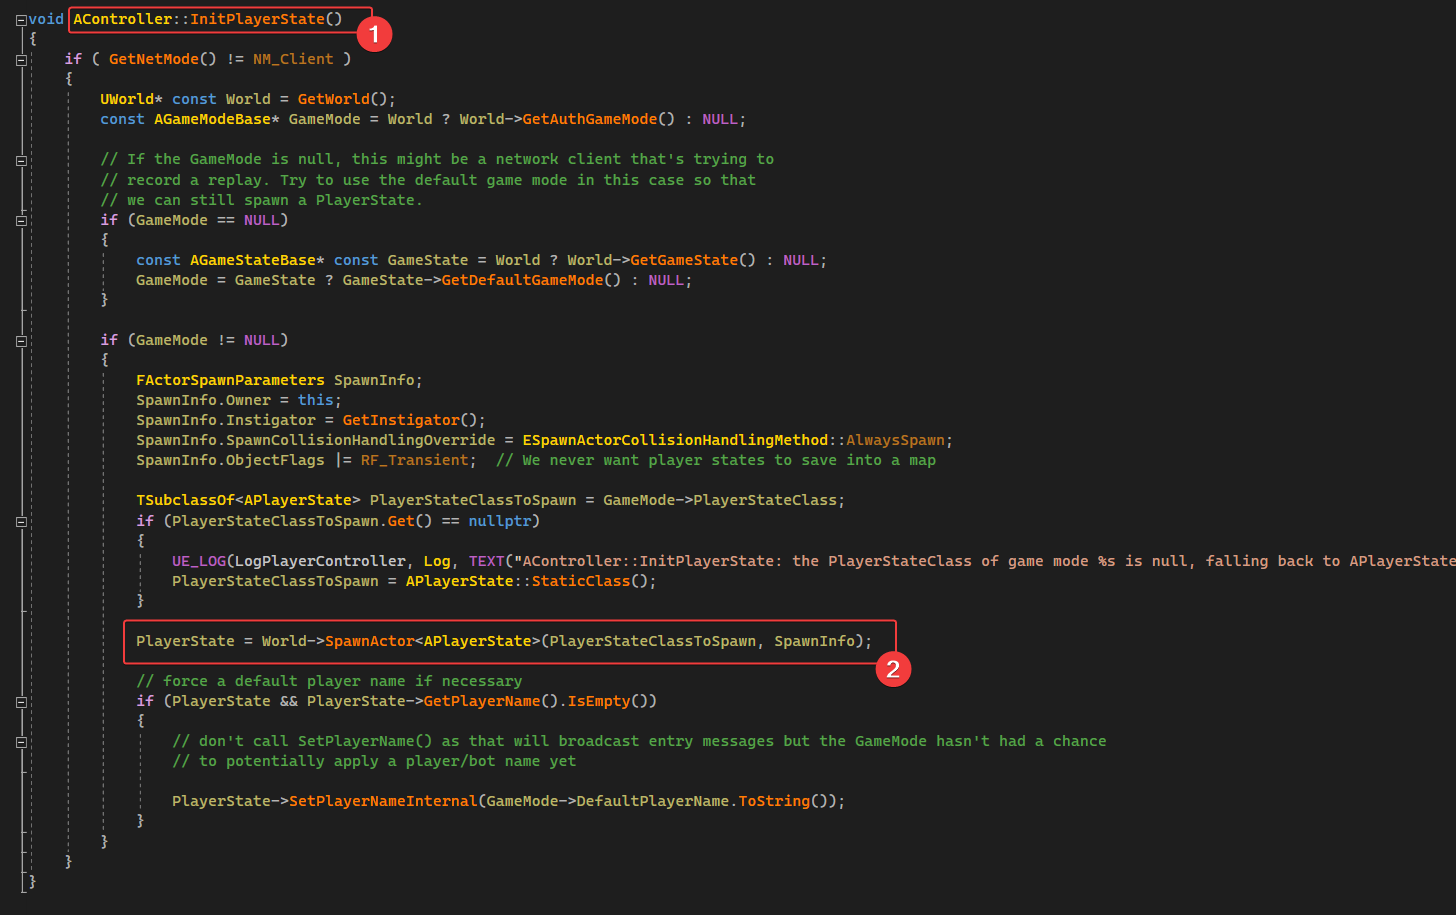 void AController::InitPlayerState()
1
{
if ( GetNetMode() != NM_Client )
{
UWorld* const World = GetWorld();
const AGameModeBase* GameMode = World ? World->GetAuthGameMode() : NULL;
// If the GameMode is null, this might be a network client that's trying to
// record a replay. Try to use the default game mode in this case so that
// we can still spawn a PlayerState.
if (GameMode == NULL)
{
const AGameStateBase* const GameState = World ? World->GetGameState() : NULL;
GameMode = GameState ? GameState->GetDefaultGameMode() : NULL;
}
if (GameMode != NULL)
{
FActorSpawnParameters SpawnInfo;
SpawnInfo.Owner = this;
SpawnInfo.Instigator = GetInstigator();
SpawnInfo.SpawnCollisionHandlingOverride = ESpawnActorCollisionHandlingMethod::AlwaysSpawn;
SpawnInfo.ObjectFlags |= RF_Transient;  // We never want player states to save into a map
TSubclassOf<APlayerState> PlayerStateClassToSpawn = GameMode->PlayerStateClass;
if (PlayerStateClassToSpawn.Get() == nullptr)
{
UE_LOG(LogPlayerController, Log, TEXT("AController::InitPlayerState: the PlayerStateClass of game mode %s is null, falling back to APlayerState
PlayerStateClassToSpawn = APlayerState::StaticClass();
}
PlayerState = World->SpawnActor<APlayerState>(PlayerStateClassToSpawn, SpawnInfo);
2
// force a default player name if necessary
if (PlayerState && PlayerState->GetPlayerName().IsEmpty())
{
// don't call SetPlayerName() as that will broadcast entry messages but the GameMode hasn't had a chance
// to potentially apply a player/bot name yet
PlayerState->SetPlayerNameInternal(GameMode->DefaultPlayerName.ToString());
}
}
}
}